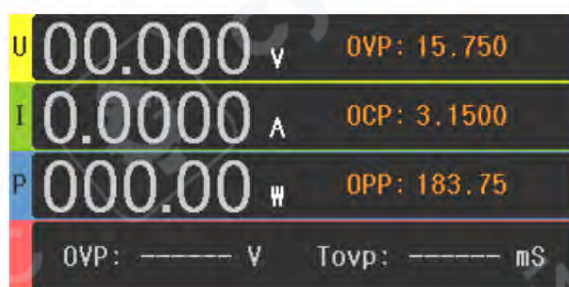 U 00.000 V OVP: 15.750
I 0.0000 A OCP: 3.1500
P 000.00 W OPP: 183.75
OVP: —————— V Tovp: —————— mS